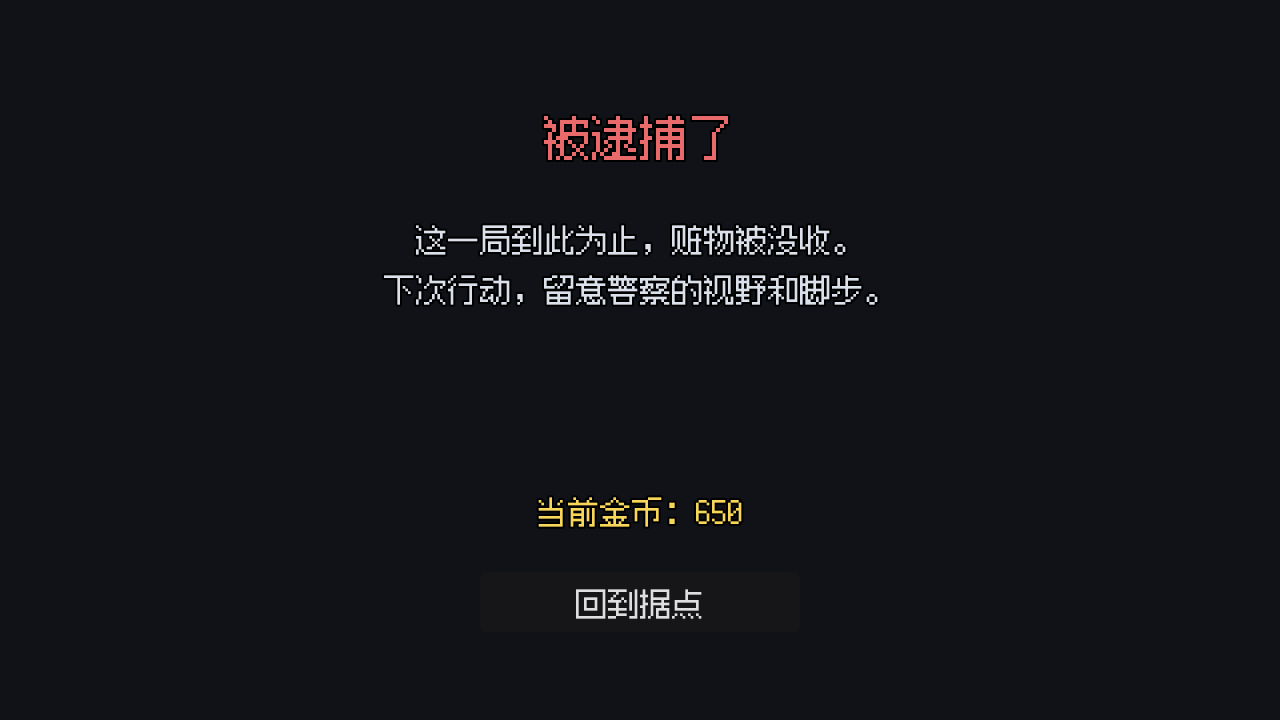 被逮捕了
这一局到此为止，赃物被没收。
下次行动，留意警察的视野和脚步。
当前金币：650
回到据点